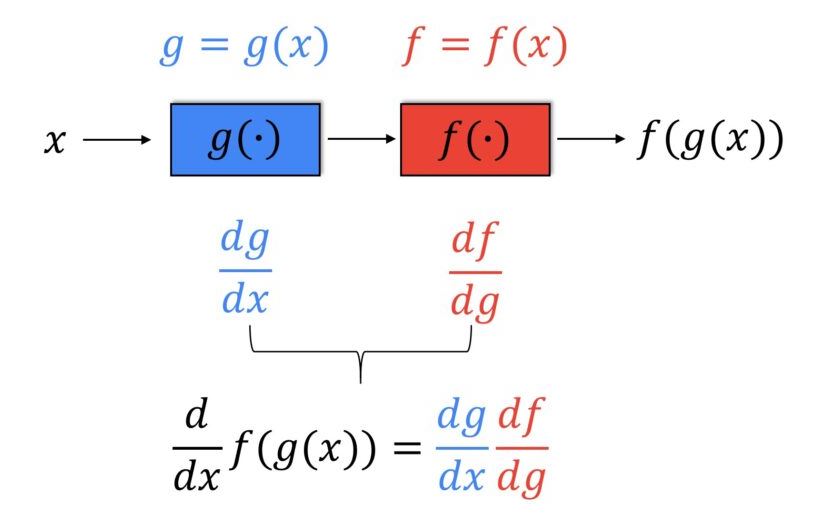 g = g(x) f = f(x)
x g(·) f(·) f(g(x))
dg/dx df/dg
d/dx f(g(x)) = dg/dx df/dg